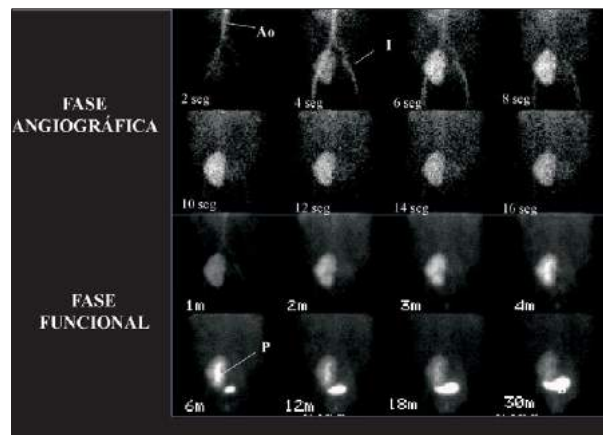 FASE
ANGIOGRÁFICA
Ao
I
2 seg
4 seg
6 seg
8 seg
10 seg
12 seg
14 seg
16 seg
FASE
FUNCIONAL
1m
2m
3m
4m
P
6m
12m
18m
30m